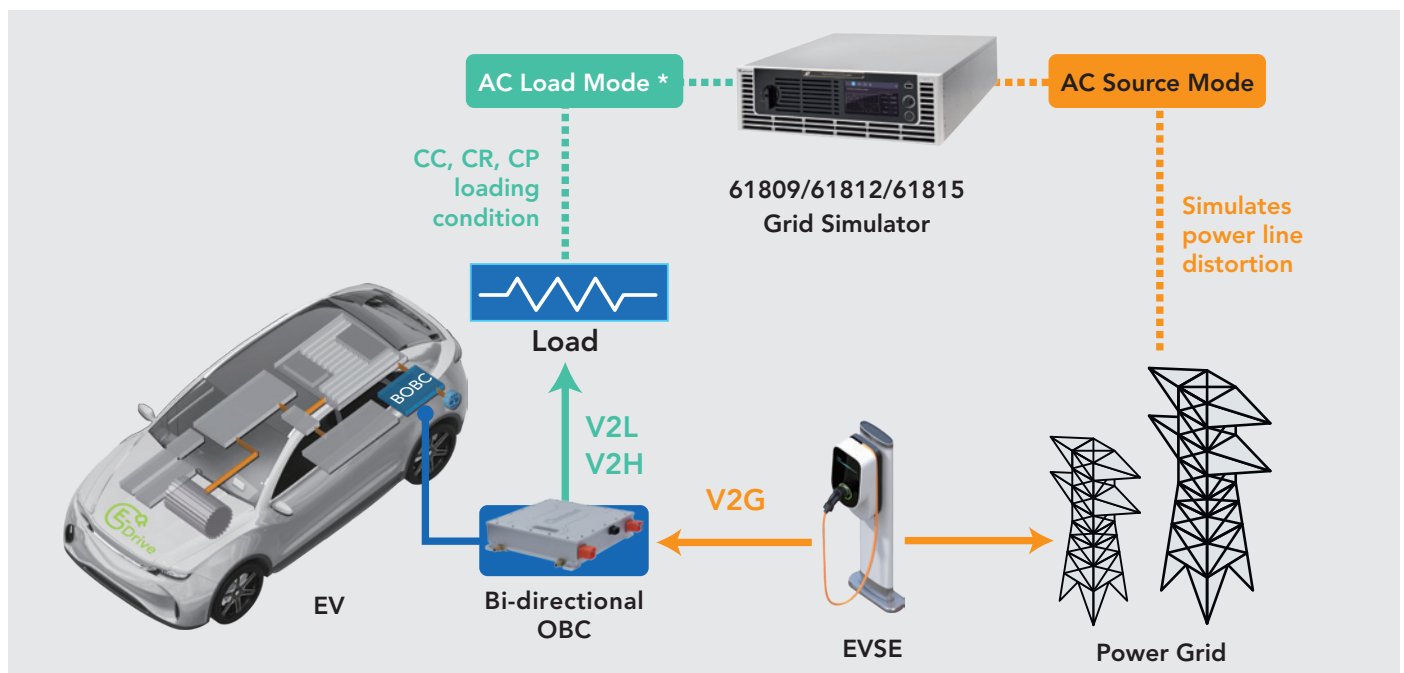 AC Load Mode *
AC Source Mode
CC, CR, CP
loading
condition
61809/61812/61815
Grid Simulator
Simulates
power line
distortion
Load
BOBC
V2L
V2H
V2G
E-Drive
EV
Bi-directional
OBC
EVSE
Power Grid